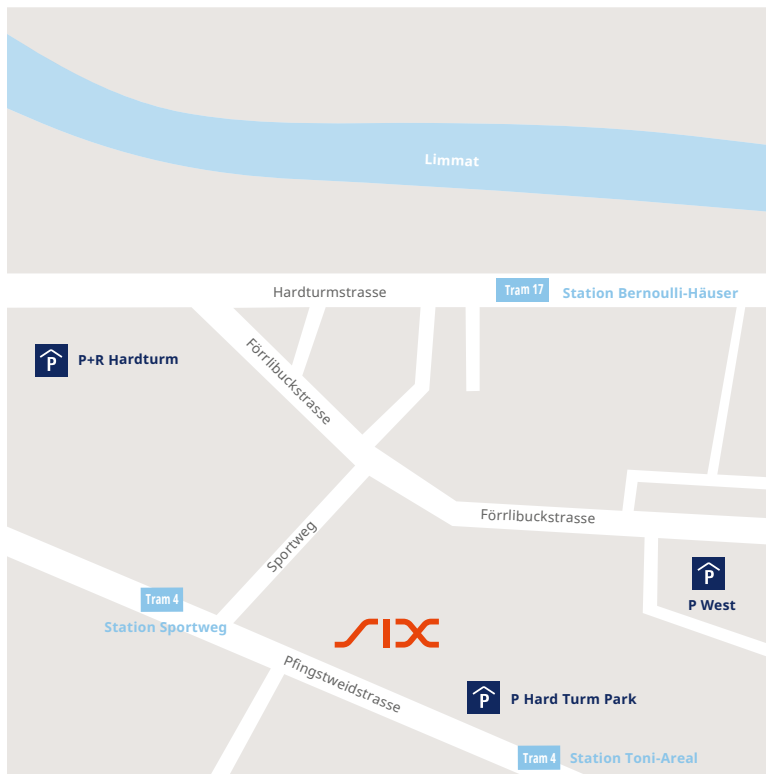 Limmat
Hardturmstrasse
Tram 17
Station Bernoulli-Häuser
P
P+R Hardturm
Förrlibuckstrasse
Förrlibuckstrasse
Sportweg
P
P West
Tram 4
Station Sportweg
SIX
Pfingstweidstrasse
P
P Hard Turm Park
Tram 4
Station Toni-Areal